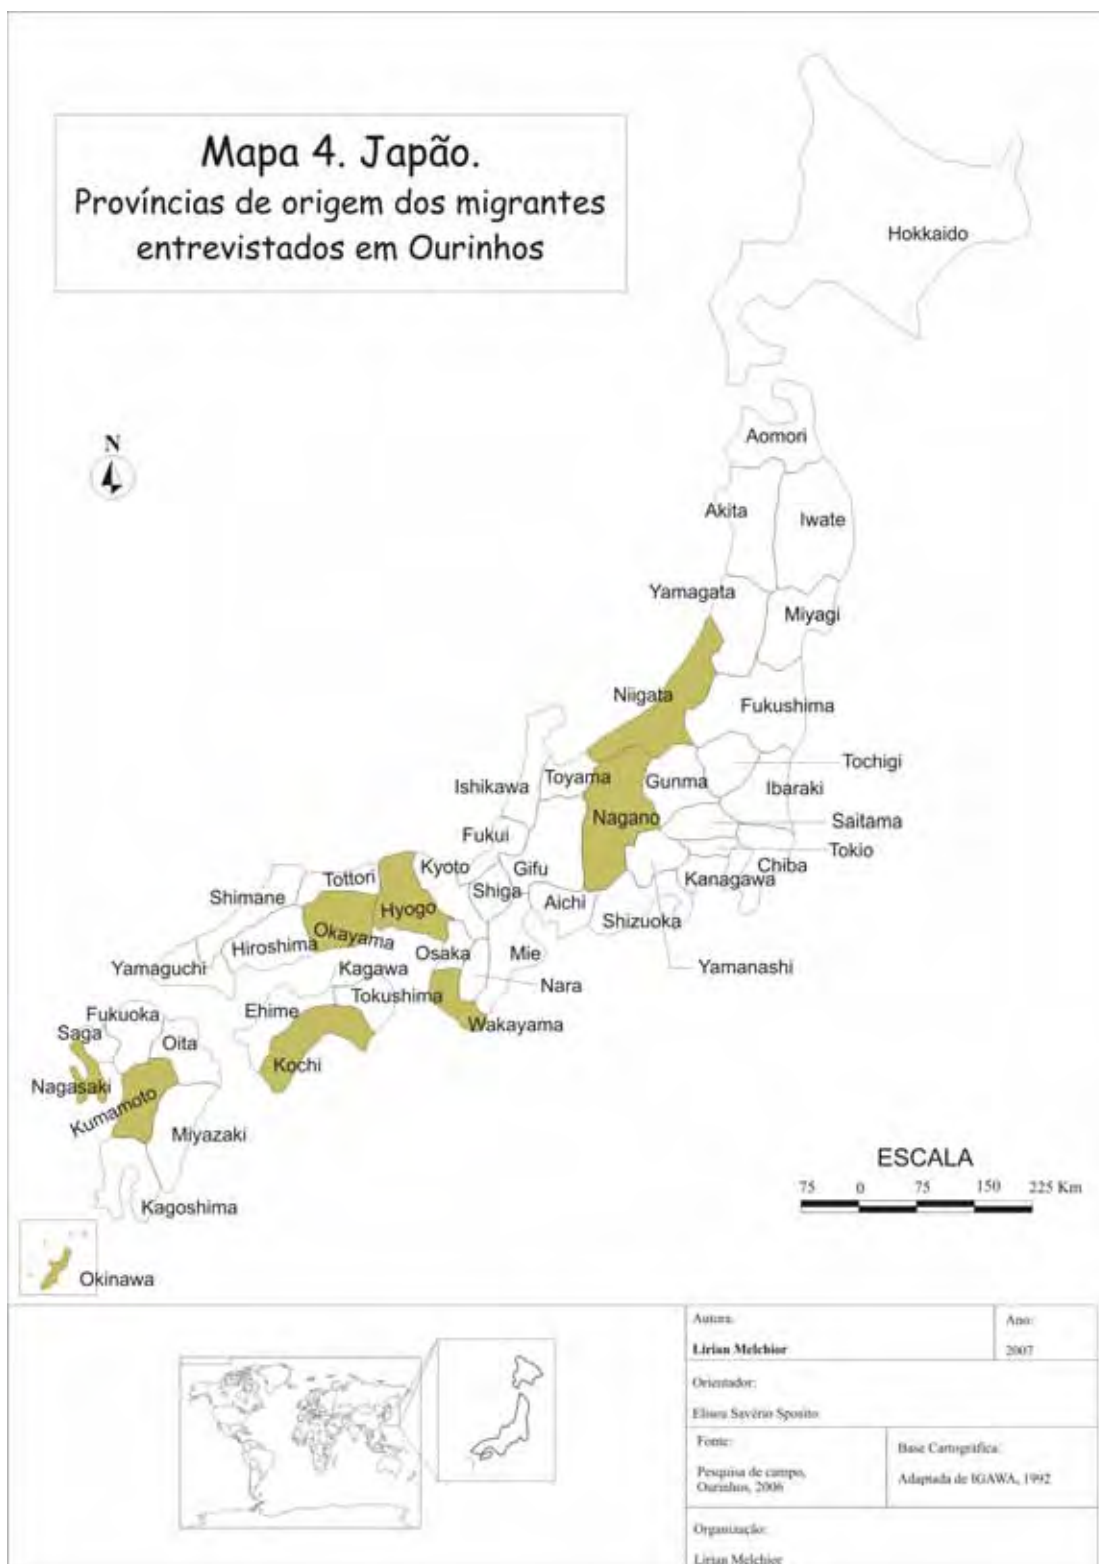 Mapa 4. Japão.
Províncias de origem dos migrantes
entrevistados em Ourinhos
Hokkaido
N
Aomori
Akita
Iwate
Yamagata
Miyagi
Niigata
Fukushima
Tochigi
Ishikawa
Toyama
Gunma
Ibaraki
Nagano
Saitama
Fukui
Tokio
Kyoto
Gifu
Chiba
Tottori
Shiga
Kanagawa
Shimane
Hyogo
Aichi
Shizuoka
Okayama
Hiroshima
Osaka
Mie
Yamaguchi
Kagawa
Yamanashi
Nara
Tokushima
Ehime
Fukuoka
Wakayama
Saga
Oita
Kochi
Nagasaki
Kumamoto
Miyazaki
ESCALA
75 0 75 150 225 Km
Kagoshima
Okinawa
Autora:
Lirian Melchior
Ano:
2007
Orientador:
Eliseu Savério Sposito
Fonte:
Pesquisa de campo,
Ourinhos, 2006
Base Cartográfica:
Adaptada de IGAWA, 1992
Organização:
Lirian Melchior